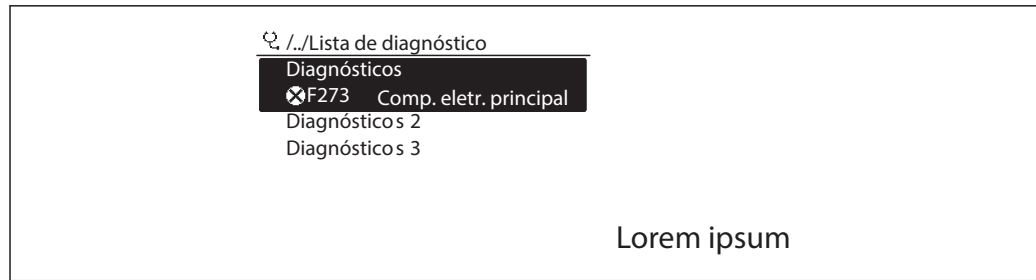 /../Lista de diagnóstico
Diagnósticos
F273 Comp. eletr. principal
Diagnósticos 2
Diagnósticos 3
Lorem ipsum